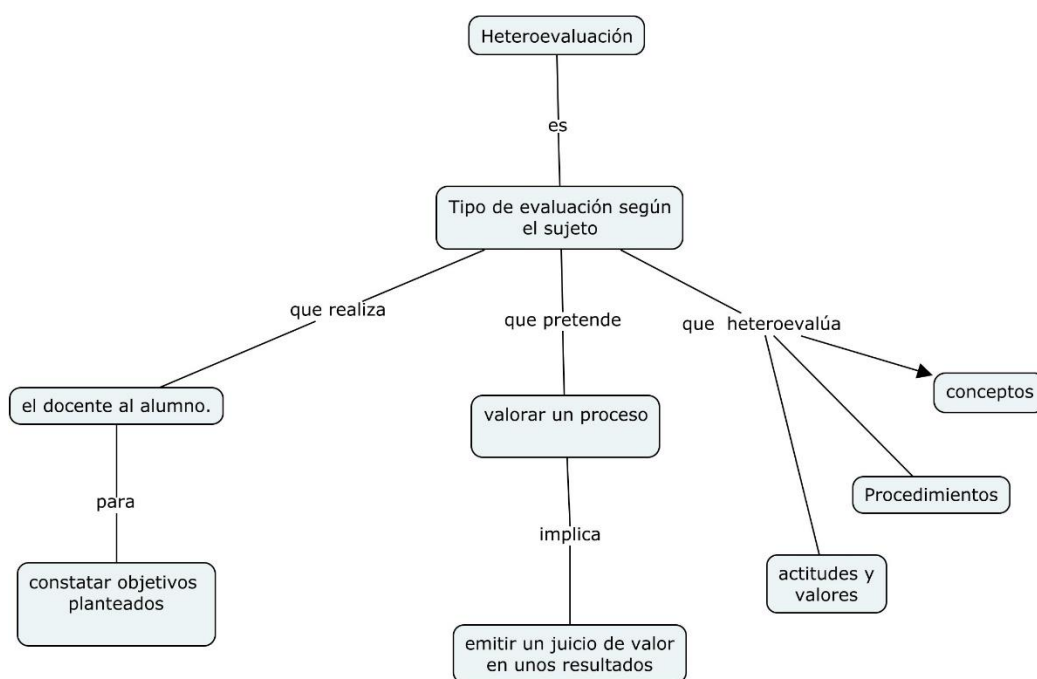 Heteroevaluación
es
Tipo de evaluación según
el sujeto
que realiza
que pretende
que heteroevalúa
el docente al alumno.
valorar un proceso
conceptos
Procedimientos
para
implica
actitudes y
valores
constatar objetivos
planteados
emitir un juicio de valor
en unos resultados